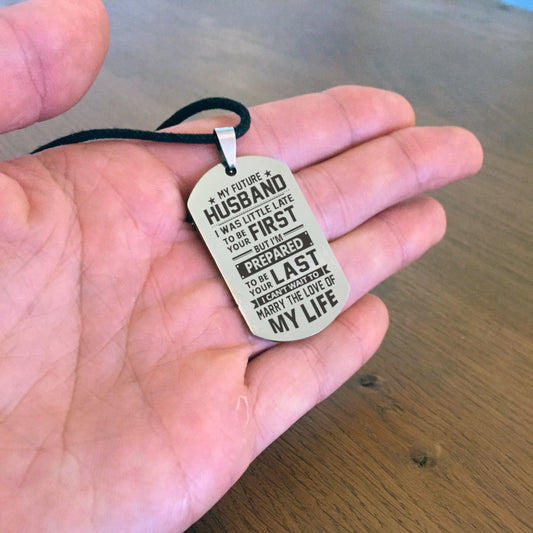 MY FUTURE
HUSBAND
I WAS LITTLE LATE
TO BE
YOUR FIRST
BUT I'M
PREPARED
TO BE
YOUR LAST
I CAN'T WAIT TO
MARRY THE LOVE OF
MY LIFE